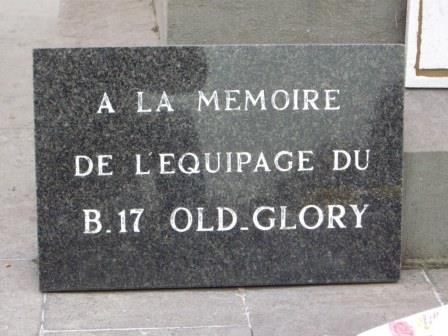 A LA MEMOIRE
DE L'EQUIPAGE DU
B.17 OLD-GLORY